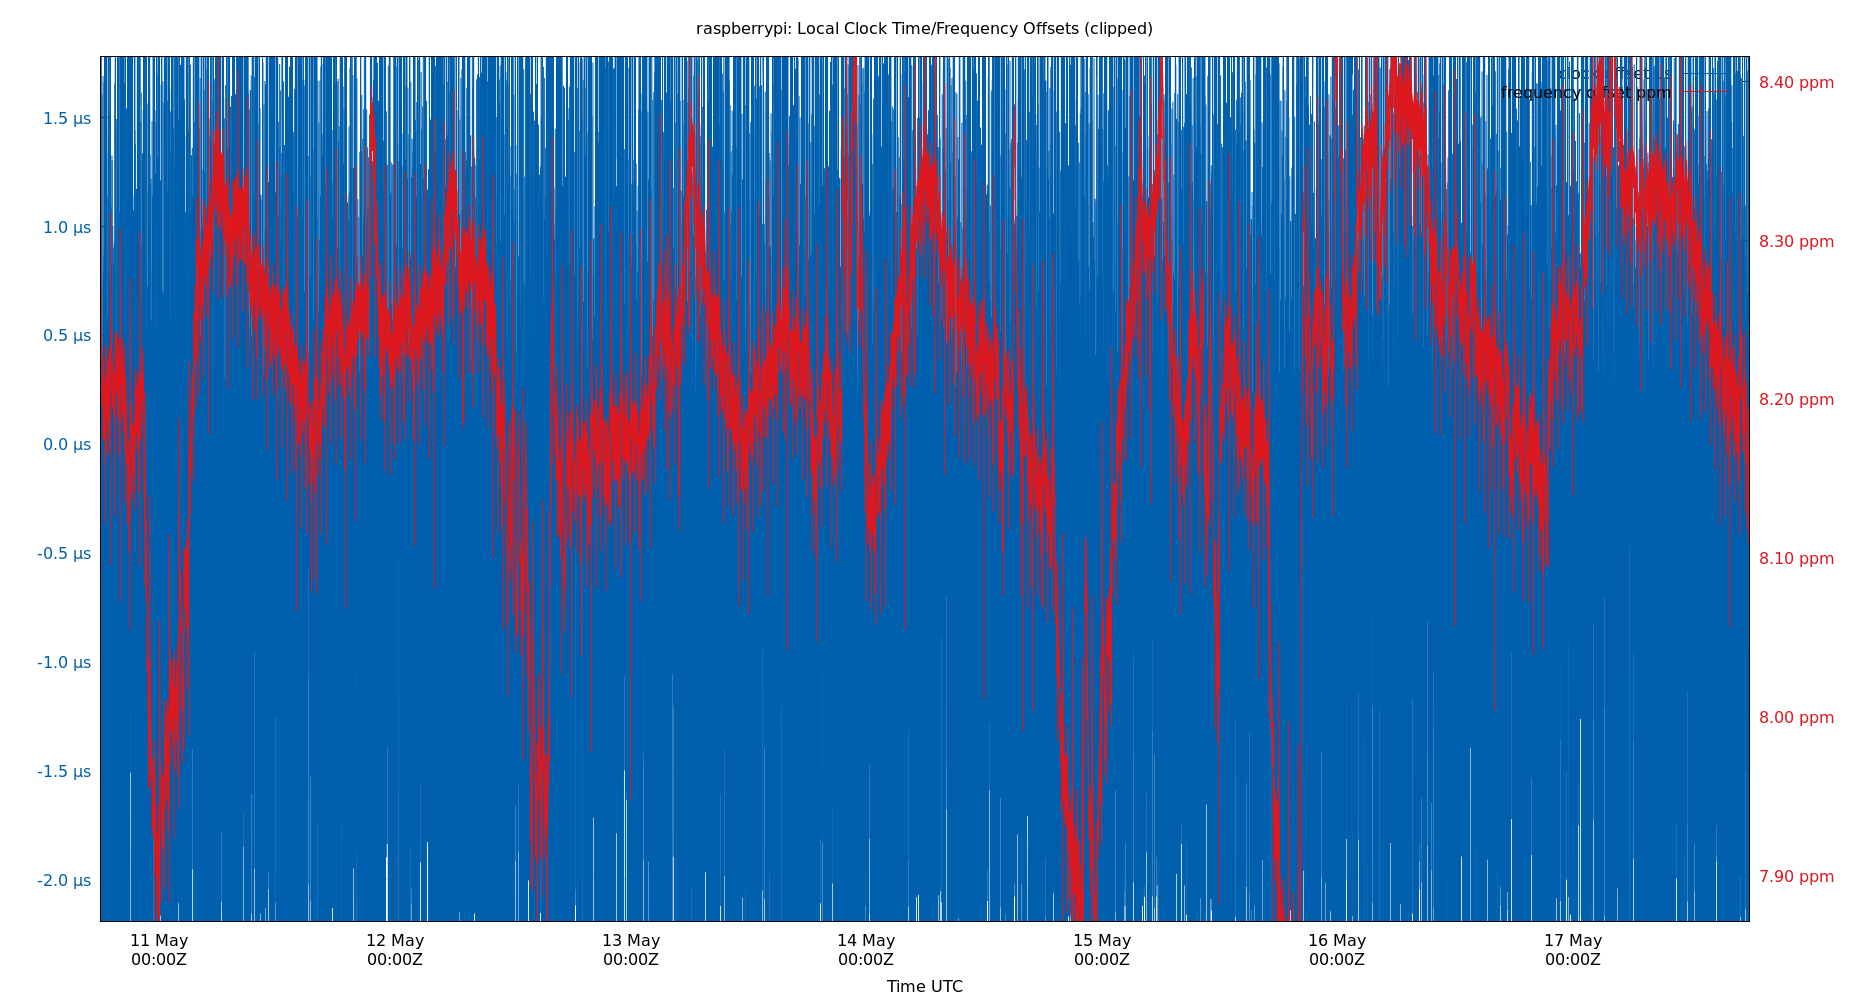 raspberrypi: Local Clock Time/Frequency Offsets (clipped)
clock offset µs
frequency offset ppm
1.5 µs
1.0 µs
0.5 µs
0.0 µs
-0.5 µs
-1.0 µs
-1.5 µs
-2.0 µs
8.40 ppm
8.30 ppm
8.20 ppm
8.10 ppm
8.00 ppm
7.90 ppm
11 May
00:00Z
12 May
00:00Z
13 May
00:00Z
14 May
00:00Z
15 May
00:00Z
16 May
00:00Z
17 May
00:00Z
Time UTC